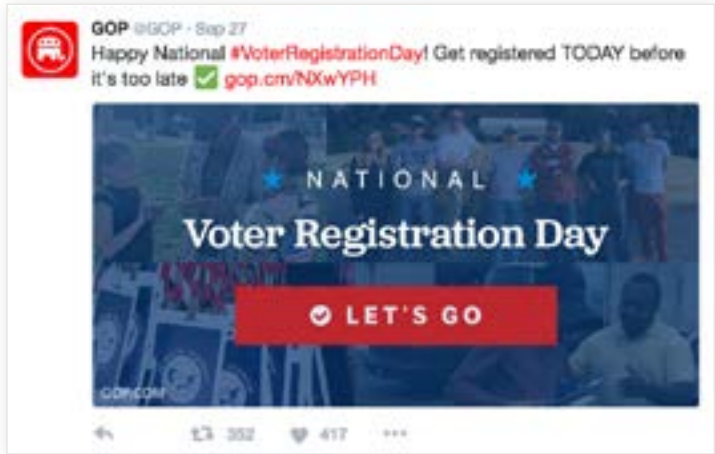 GOP @GOP · Sep 27
Happy National #VoterRegistrationDay! Get registered TODAY before
it's too late ✅ gop.cm/NXwYPH
NATIONAL
Voter Registration Day
LET'S GO
GOP.COM
352 417